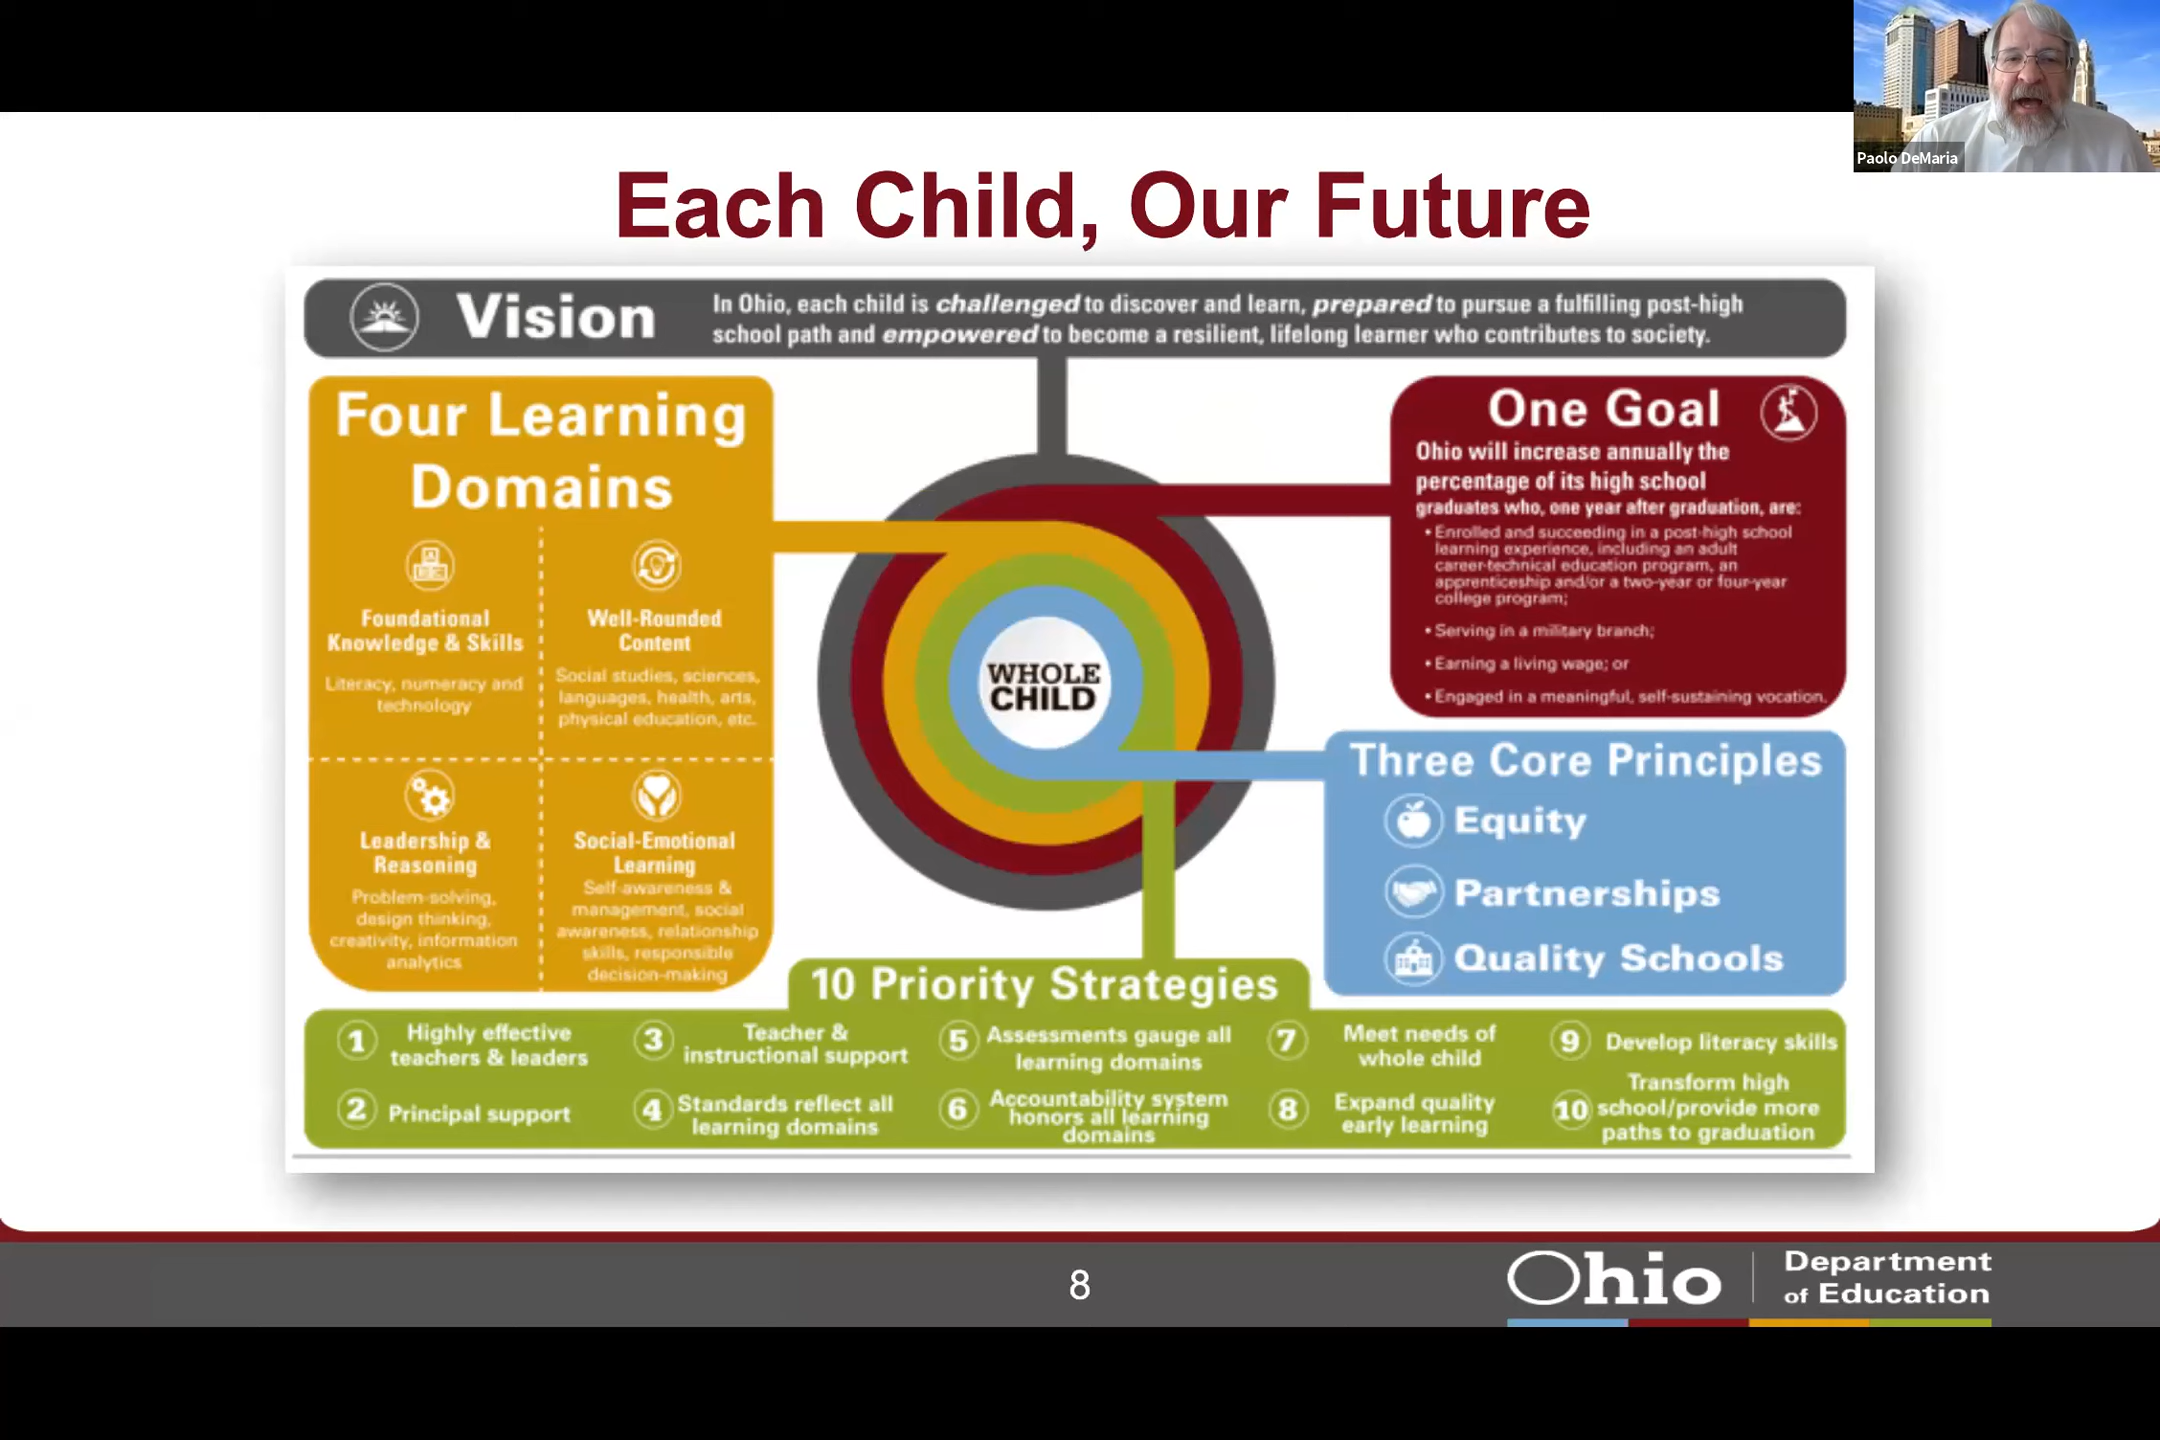 Paolo DeMaria
Each Child, Our Future
Vision
In Ohio, each child is challenged to discover and learn, prepared to pursue a fulfilling post-high
school path and empowered to become a resilient, lifelong learner who contributes to society.
Four Learning
Domains
Foundational
Knowledge & Skills
Literacy, numeracy and
technology
Well-Rounded
Content
Social studies, sciences,
languages, health, arts,
physical education, etc.
Leadership &
Reasoning
Problem-solving,
design thinking,
creativity, information
analytics
Social-Emotional
Learning
Self-awareness &
management, social
awareness, relationship
skills, responsible
decision-making
WHOLE
CHILD
One Goal
Ohio will increase annually the
percentage of its high school
graduates who, one year after graduation, are:
• Enrolled and succeeding in a post-high school
learning experience, including an adult
career-technical education program, an
apprenticeship and/or a two-year or four-year
college program;
• Serving in a military branch;
• Earning a living wage; or
• Engaged in a meaningful, self-sustaining vocation.
Three Core Principles
Equity
Partnerships
Quality Schools
10 Priority Strategies
1 Highly effective
teachers & leaders
2 Principal support
3 Teacher &
instructional support
4 Standards reflect all
learning domains
5 Assessments gauge all
learning domains
6 Accountability system
honors all learning
domains
7 Meet needs of
whole child
8 Expand quality
early learning
9 Develop literacy skills
10 Transform high
school/provide more
paths to graduation
8
Ohio
Department
of Education